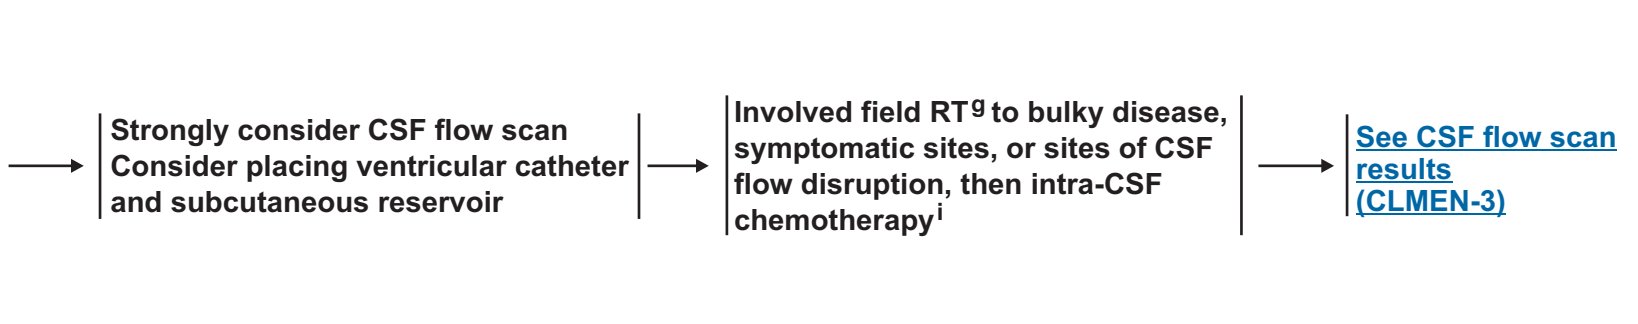 Strongly consider CSF flow scan
Consider placing ventricular catheter
and subcutaneous reservoir
Involved field RTg to bulky disease,
symptomatic sites, or sites of CSF
flow disruption, then intra-CSF
chemotherapyi
See CSF flow scan
results
(CLMEN-3)